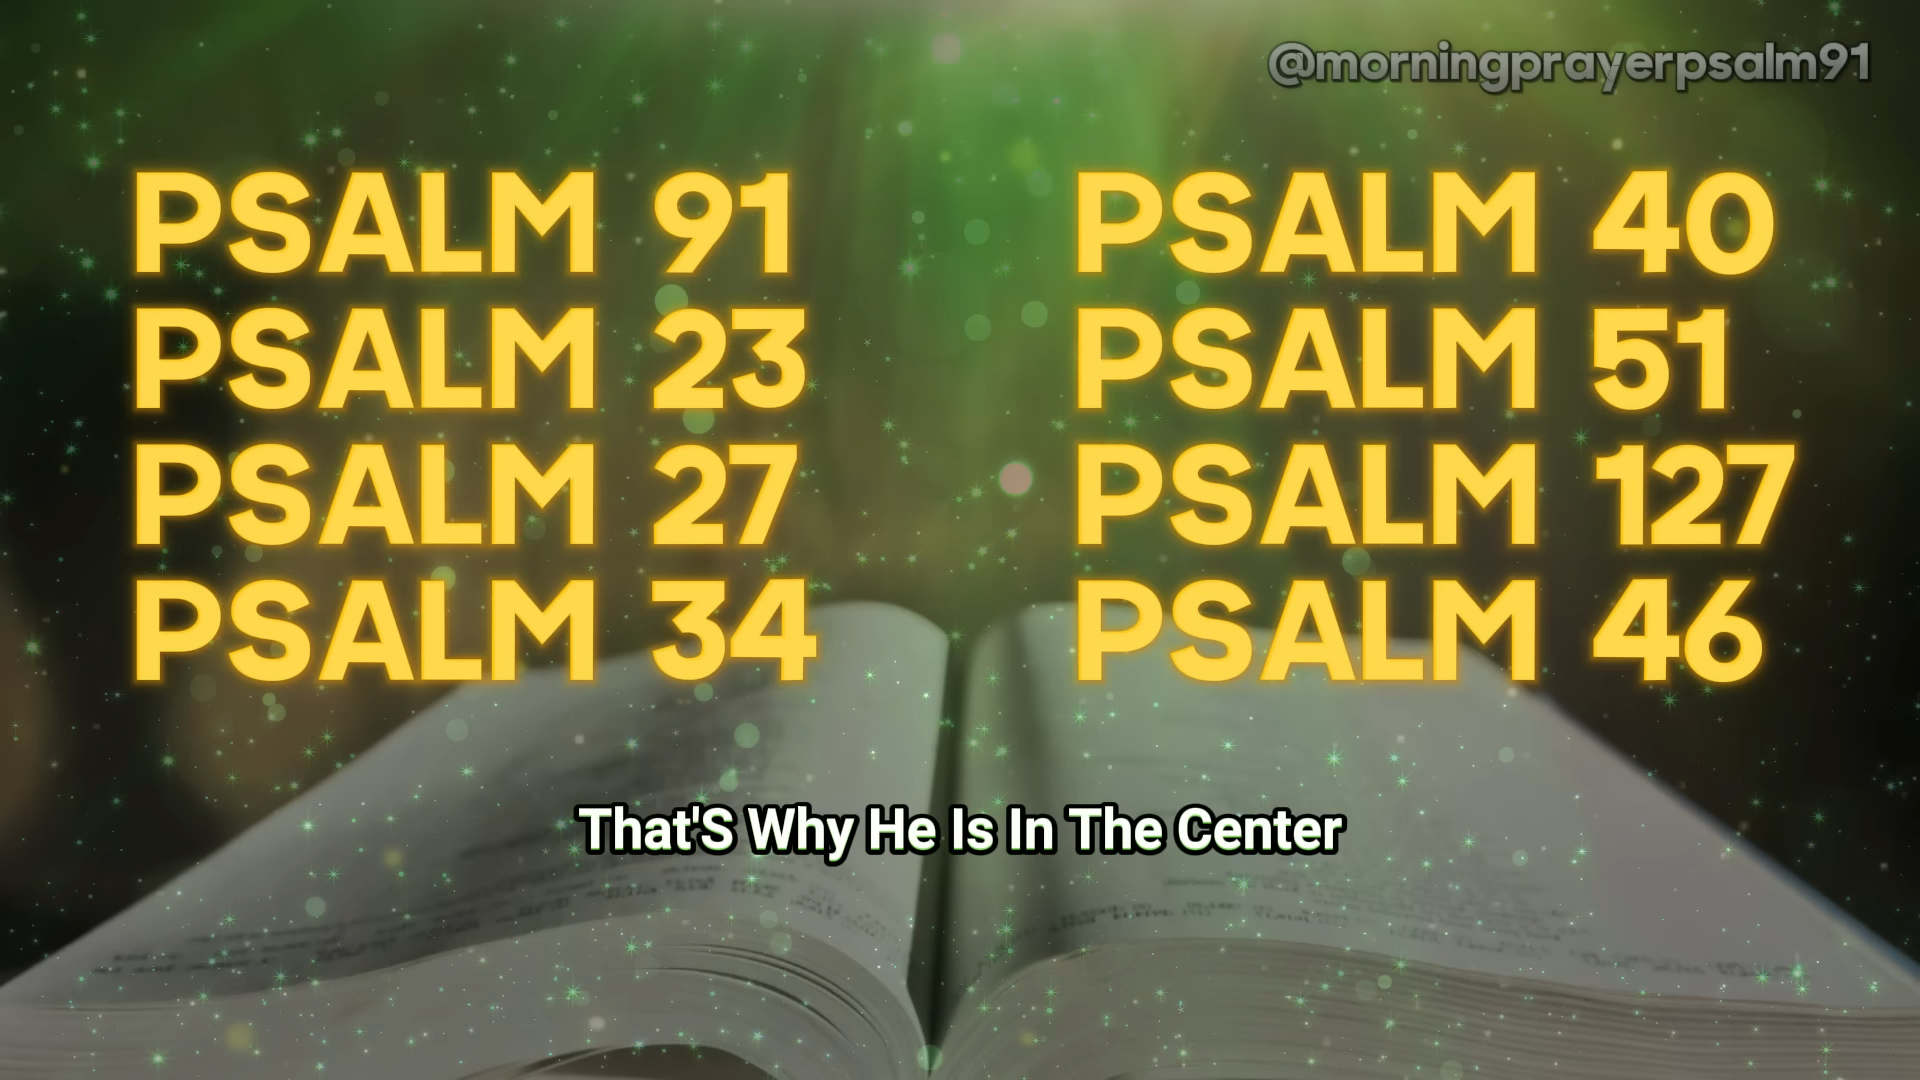 @morningprayerpsalm91
PSALM 91
PSALM 23
PSALM 27
PSALM 34
PSALM 40
PSALM 51
PSALM 127
PSALM 46
That'S Why He Is In The Center